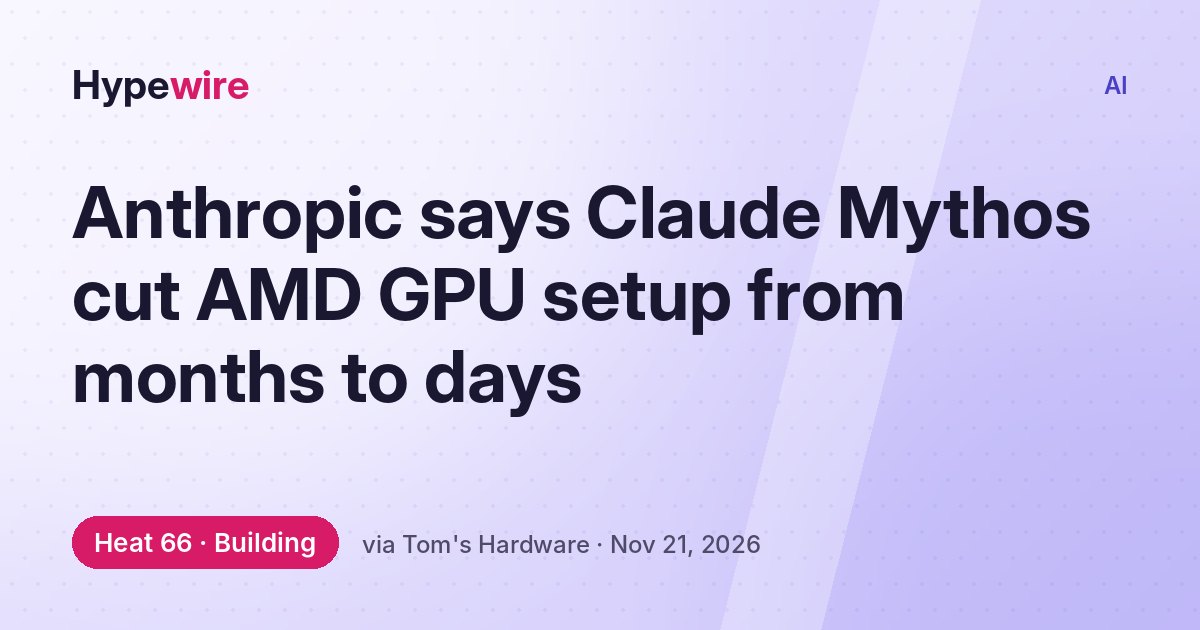 Hypewire
AI
Anthropic says Claude Mythos
cut AMD GPU setup from
months to days
Heat 66 · Building
via Tom's Hardware · Nov 21, 2026